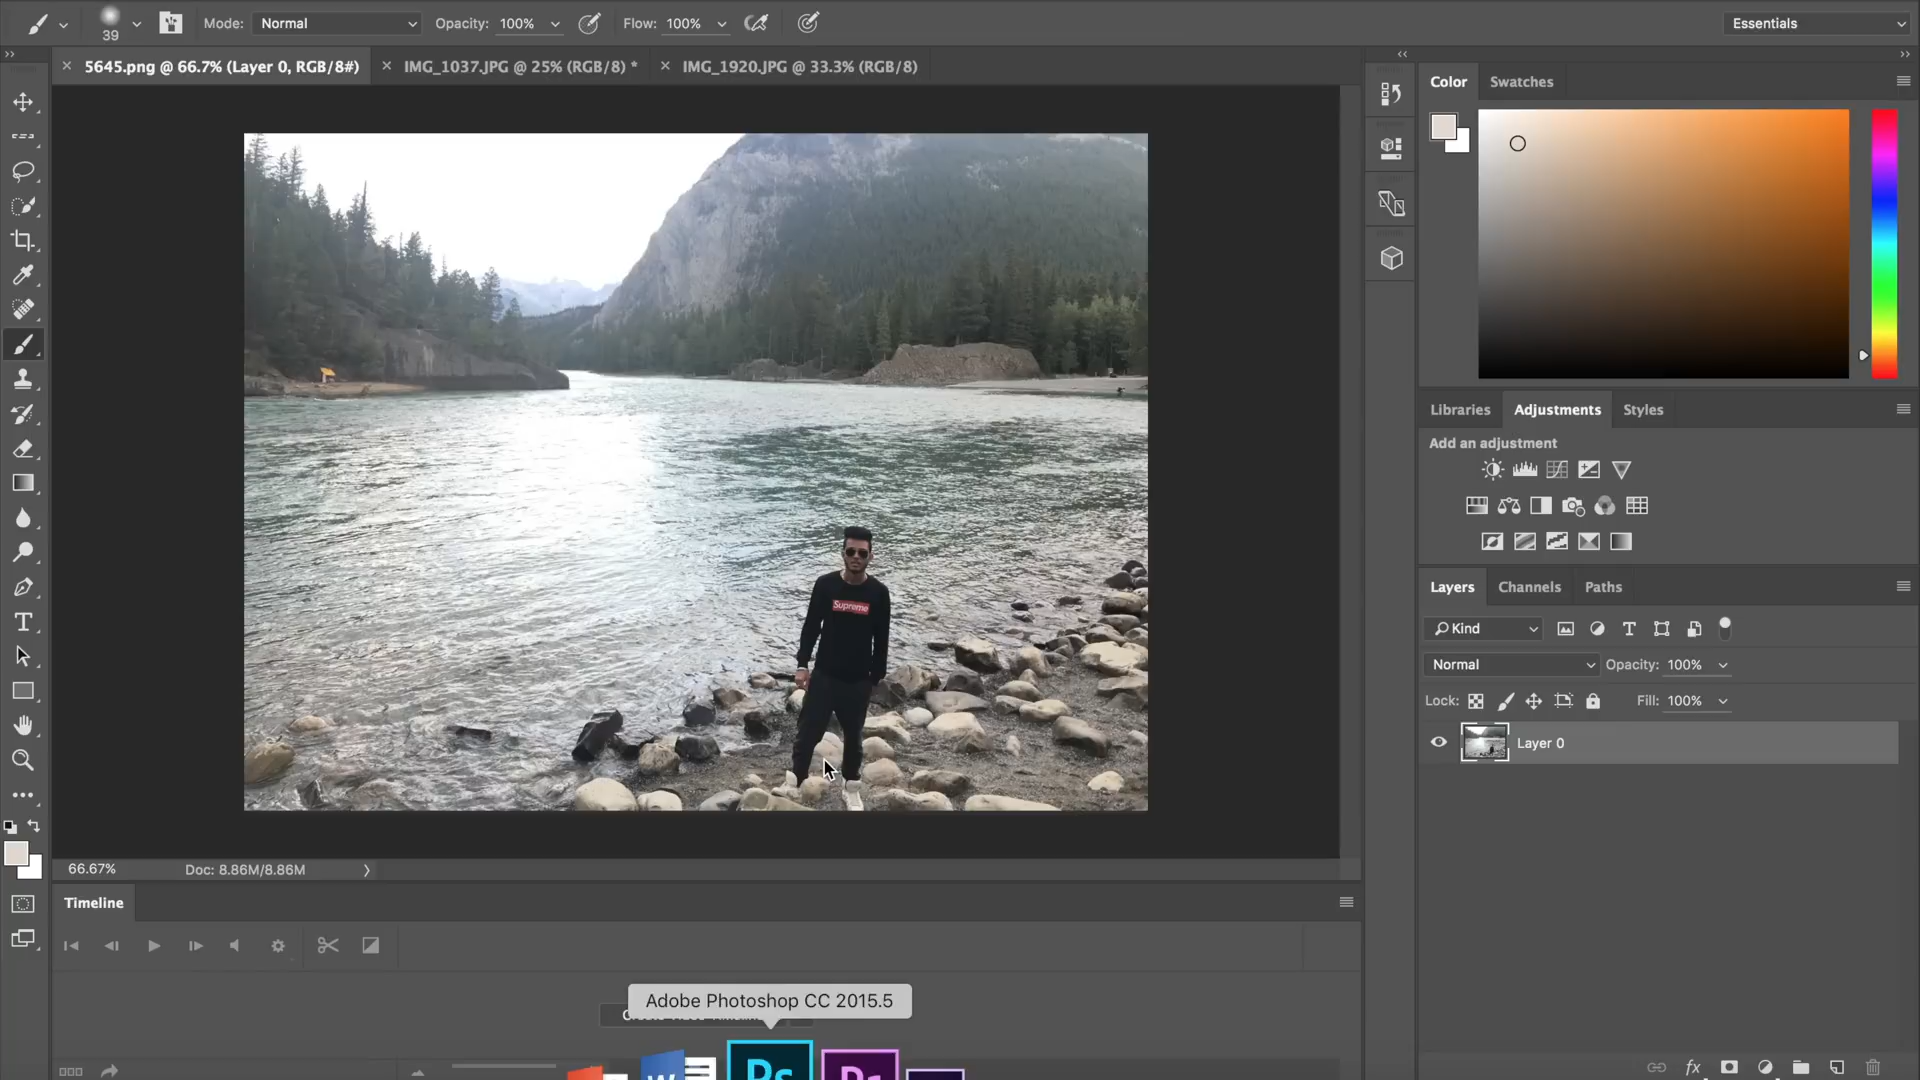 39
Mode: Normal
Opacity: 100%
Flow: 100%
Essentials
5645.png @ 66.7% (Layer 0, RGB/8#)
IMG_1037.JPG @ 25% (RGB/8) *
IMG_1920.JPG @ 33.3% (RGB/8)
Color
Swatches
Supreme
Libraries
Adjustments
Styles
Add an adjustment
Layers
Channels
Paths
Kind
Normal
Opacity: 100%
Lock:
Fill: 100%
Layer 0
fx
66.67%
Doc: 8.86M/8.86M
Timeline
Adobe Photoshop CC 2015.5
W
Ps
Pr